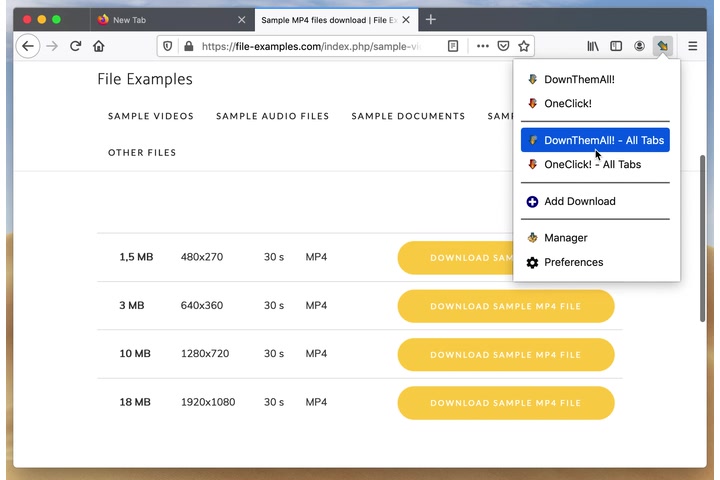 New Tab
Sample MP4 files download | File E
https://file-examples.com/index.php/sample-vi
File Examples
SAMPLE VIDEOS SAMPLE AUDIO FILES SAMPLE DOCUMENTS SAM
OTHER FILES
DownThemAll!
OneClick!
DownThemAll! - All Tabs
OneClick! - All Tabs
Add Download
Manager
Preferences
1,5 MB 480x270 30 s MP4 DOWNLOAD SAM
3 MB 640x360 30 s MP4 DOWNLOAD SAMPLE MP4 FILE
10 MB 1280x720 30 s MP4 DOWNLOAD SAMPLE MP4 FILE
18 MB 1920x1080 30 s MP4 DOWNLOAD SAMPLE MP4 FILE